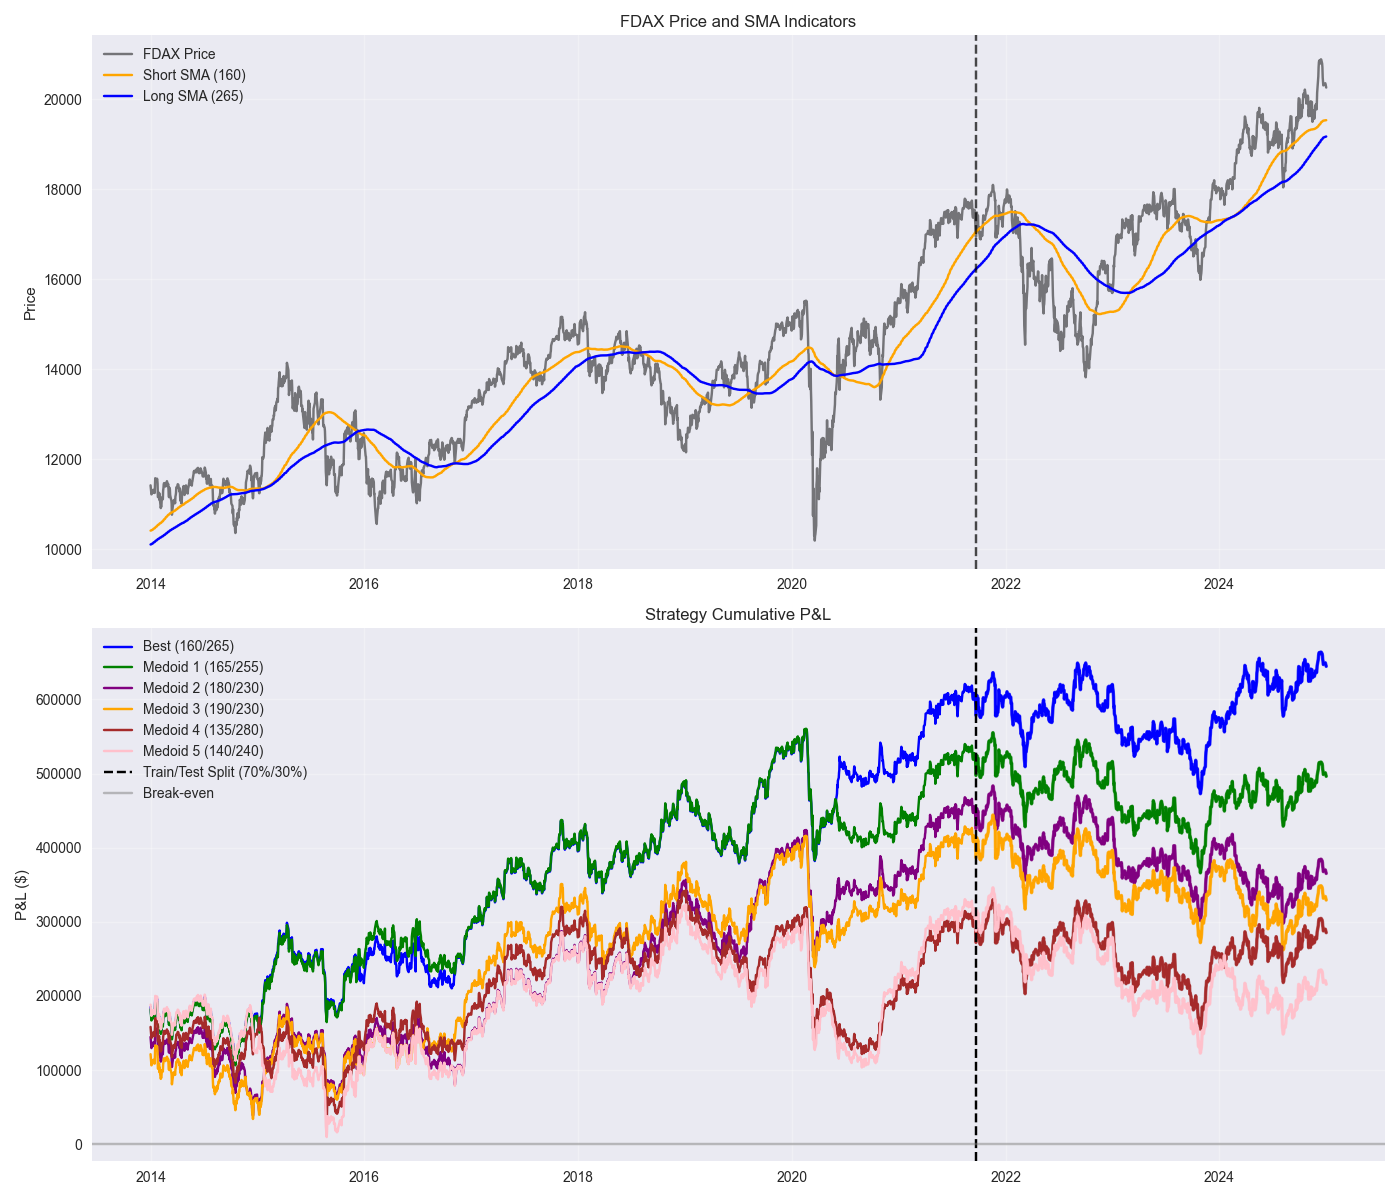 FDAX Price and SMA Indicators
FDAX Price
Short SMA (160)
Long SMA (265)
Price
20000
18000
16000
14000
12000
10000
2014
2016
2018
2020
2022
2024
Strategy Cumulative P&L
Best (160/265)
Medoid 1 (165/255)
Medoid 2 (180/230)
Medoid 3 (190/230)
Medoid 4 (135/280)
Medoid 5 (140/240)
Train/Test Split (70%/30%)
Break-even
P&L ($)
600000
500000
400000
300000
200000
100000
0
2014
2016
2018
2020
2022
2024